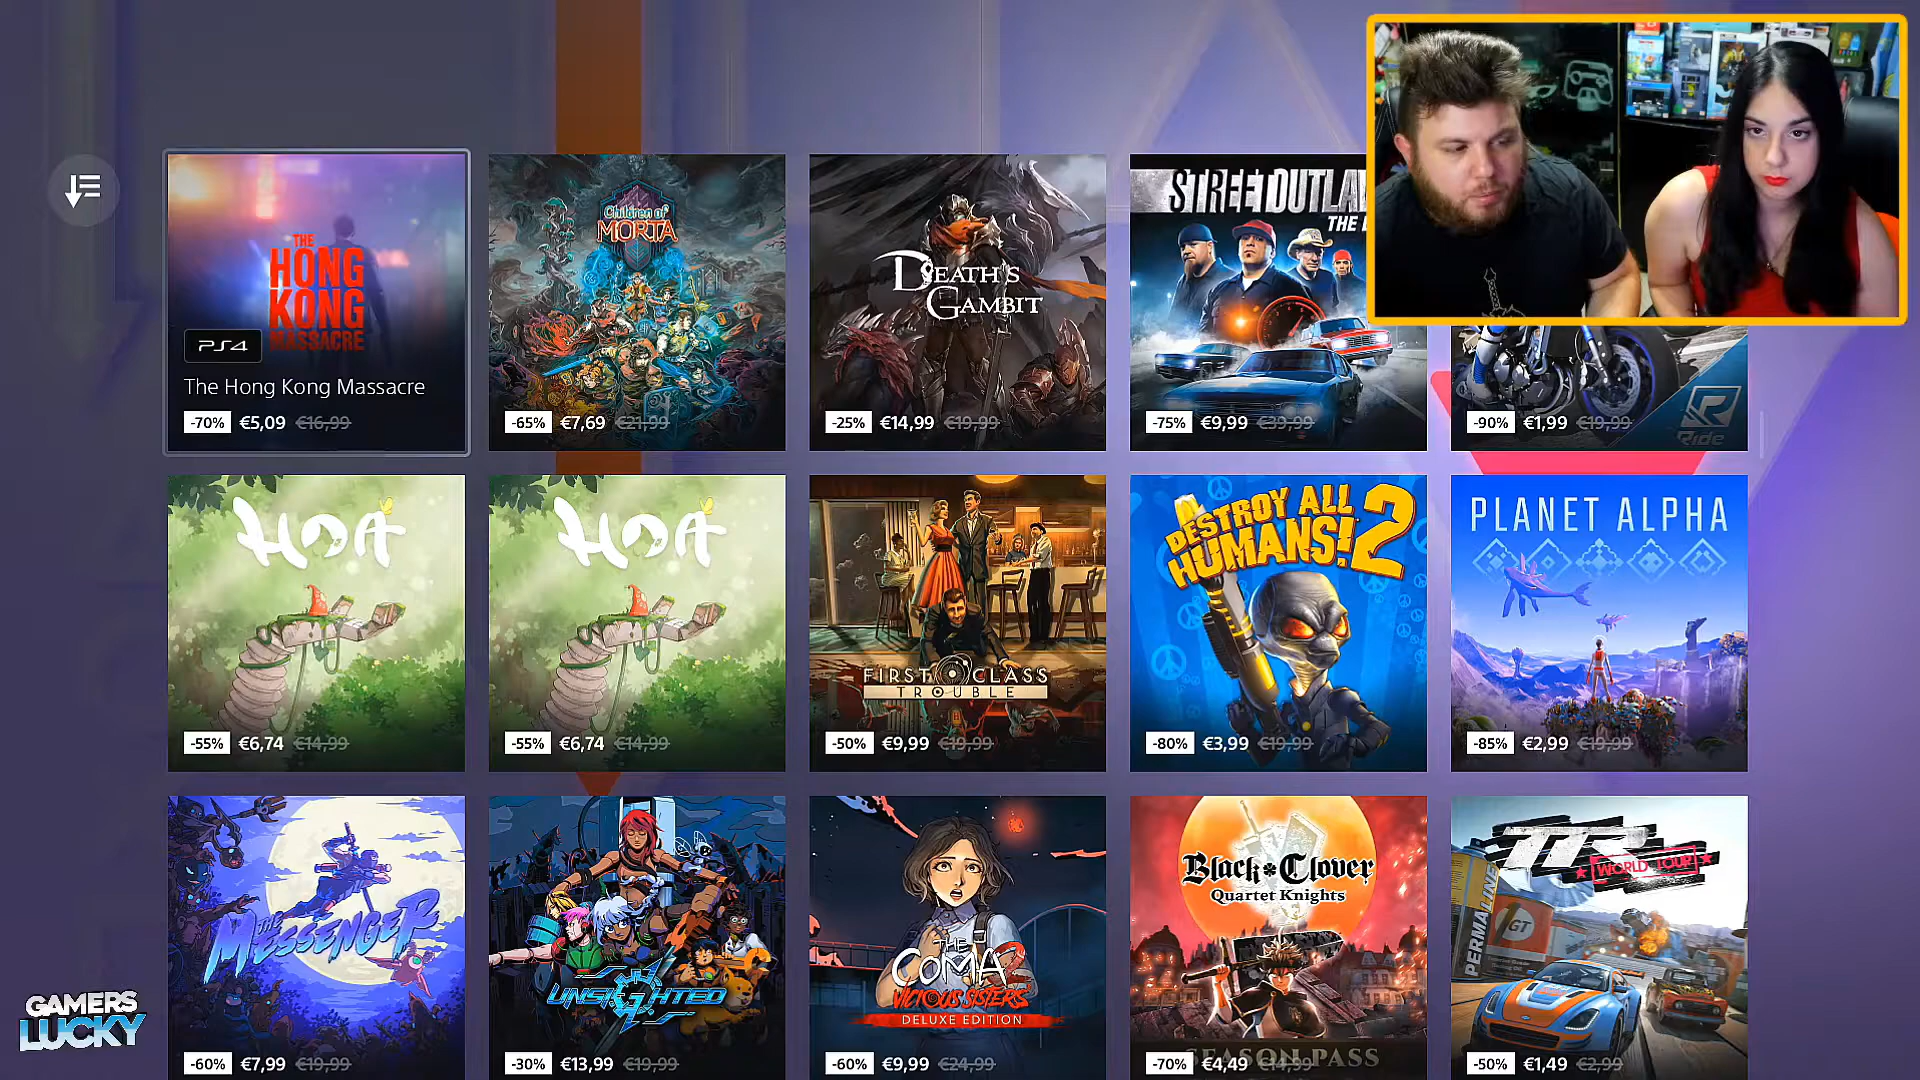 THE
HONG
KONG
MASSACRE
PS4
The Hong Kong Massacre
-70% €5,09 €16,99
Children of
MORTA
-65% €7,69 €21,99
DEATH'S
GAMBIT
-25% €14,99 €19,99
STREET OUTLA
THE
-75% €9,99 €39,99
R
Ride
-90% €1,99 €19,99
HOA
-55% €6,74 €14,99
HOA
-55% €6,74 €14,99
FIRST CLASS
TROUBLE
-50% €9,99 €19,99
DESTROY ALL
HUMANS! 2
-80% €3,99 €19,99
PLANET ALPHA
-85% €2,99 €19,99
THE
MESSENGER
-60% €7,99 €19,99
UNSIGHTED
-30% €13,99 €19,99
THE
COMA 2
VICIOUS SISTERS
DELUXE EDITION
-60% €9,99 €24,99
Black Clover
Quartet Knights
SEASON PASS
-70% €4,49 €14,99
WORLD TOUR
PERMALINE
GT
-50% €1,49 €2,99
GAMERS
LUCKY